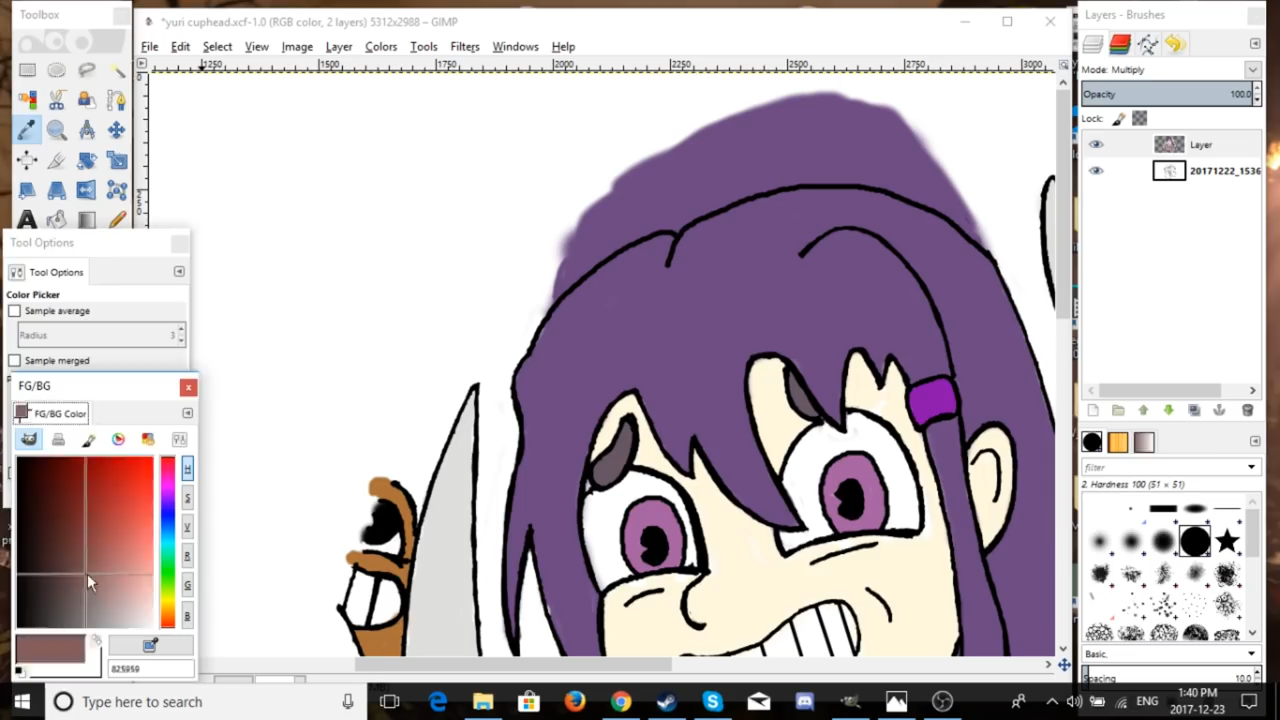 Toolbox
*yuri cuphead.xcf-1.0 (RGB color, 2 layers) 5312x2988 – GIMP
Layers - Brushes
File Edit Select View Image Layer Colors Tools Filters Windows Help
1250 1500 1750 2000 2250 2500 2750 3000
Mode: Multiply
Opacity 100.0
Lock:
Layer
20171222_1536
Tool Options
Tool Options
Color Picker
Sample average
Radius 3
Sample merged
FG/BG
FG/BG Color
H
S
V
R
G
B
825959
filter
2. Hardness 100 (51 × 51)
Basic,
Spacing 10.0
Type here to search
ENG
1:40 PM
2017-12-23